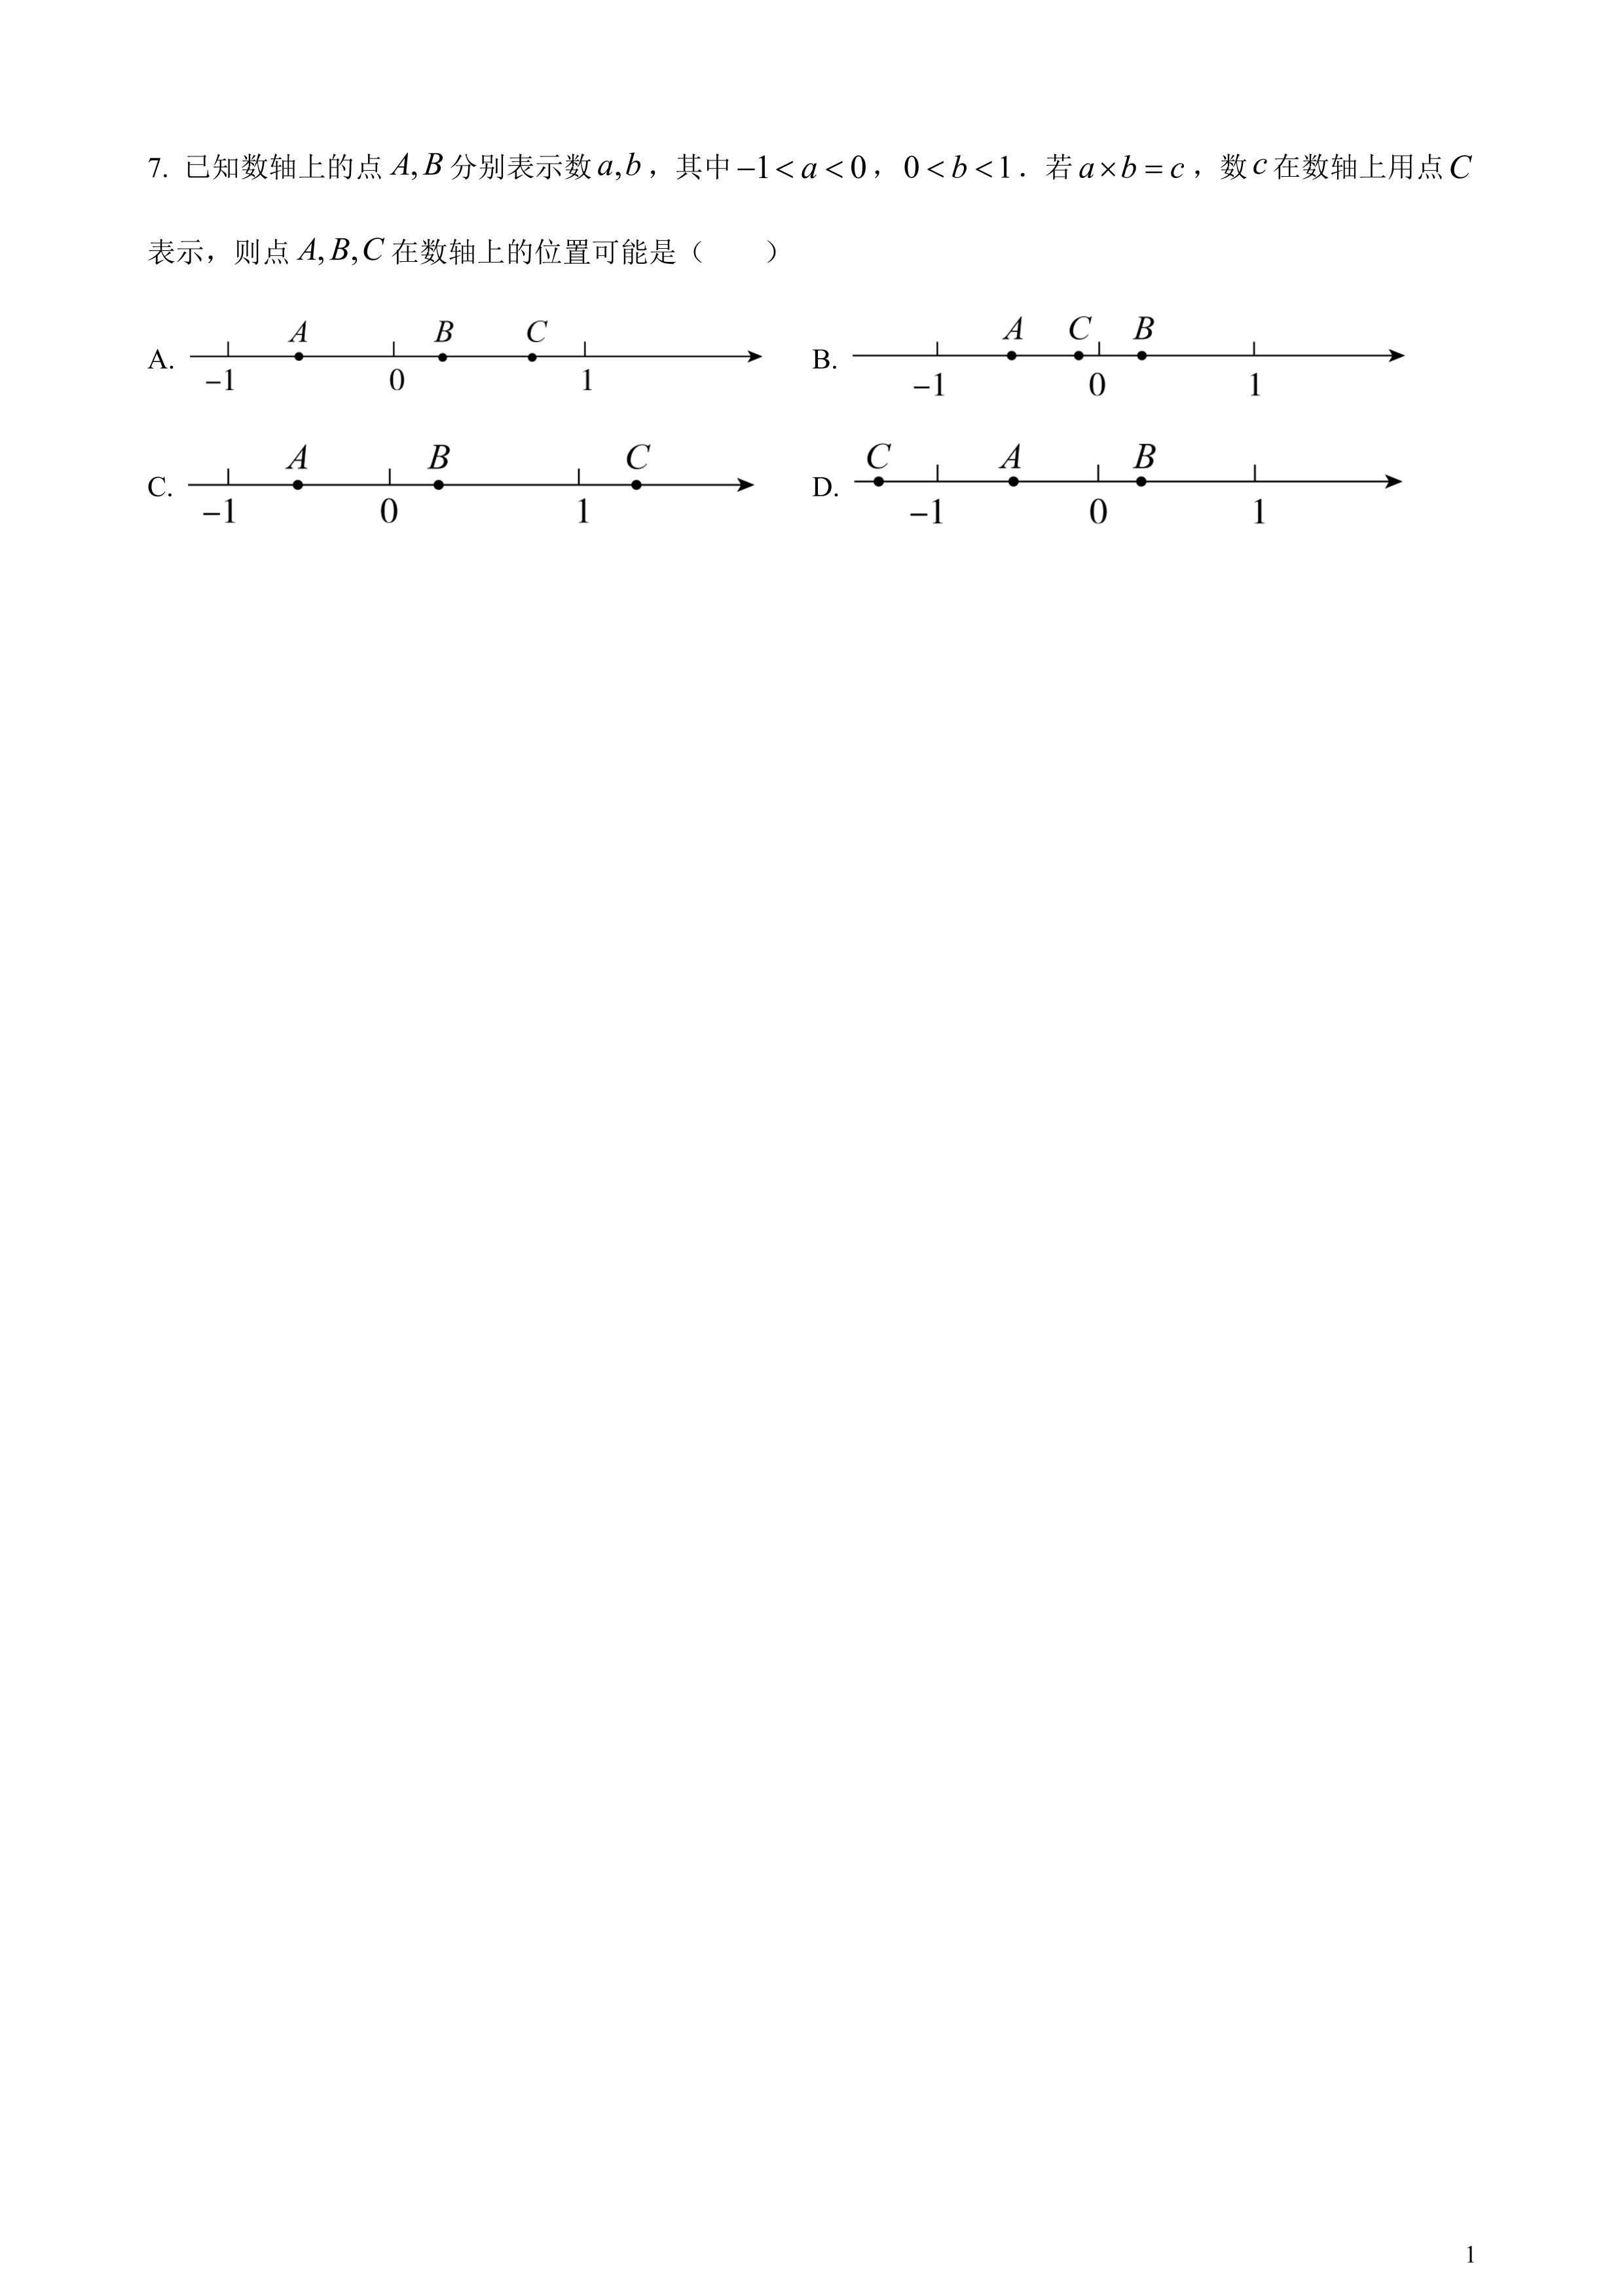 7. 已知数轴上的点 A, B 分别表示数 a, b，其中 −1 < a < 0，0 < b < 1．若 a × b = c，数 c 在数轴上用点 C
表示，则点 A, B, C 在数轴上的位置可能是（　　）
A. A B C
−1 0 1
B. A C B
−1 0 1
C. A B C
−1 0 1
D. C A B
−1 0 1
1